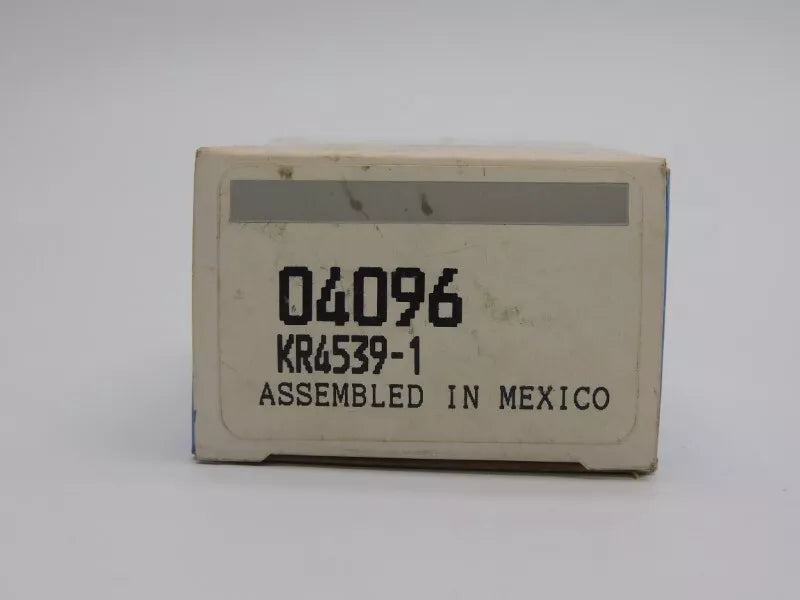 04096
KR4539-1
ASSEMBLED IN MEXICO